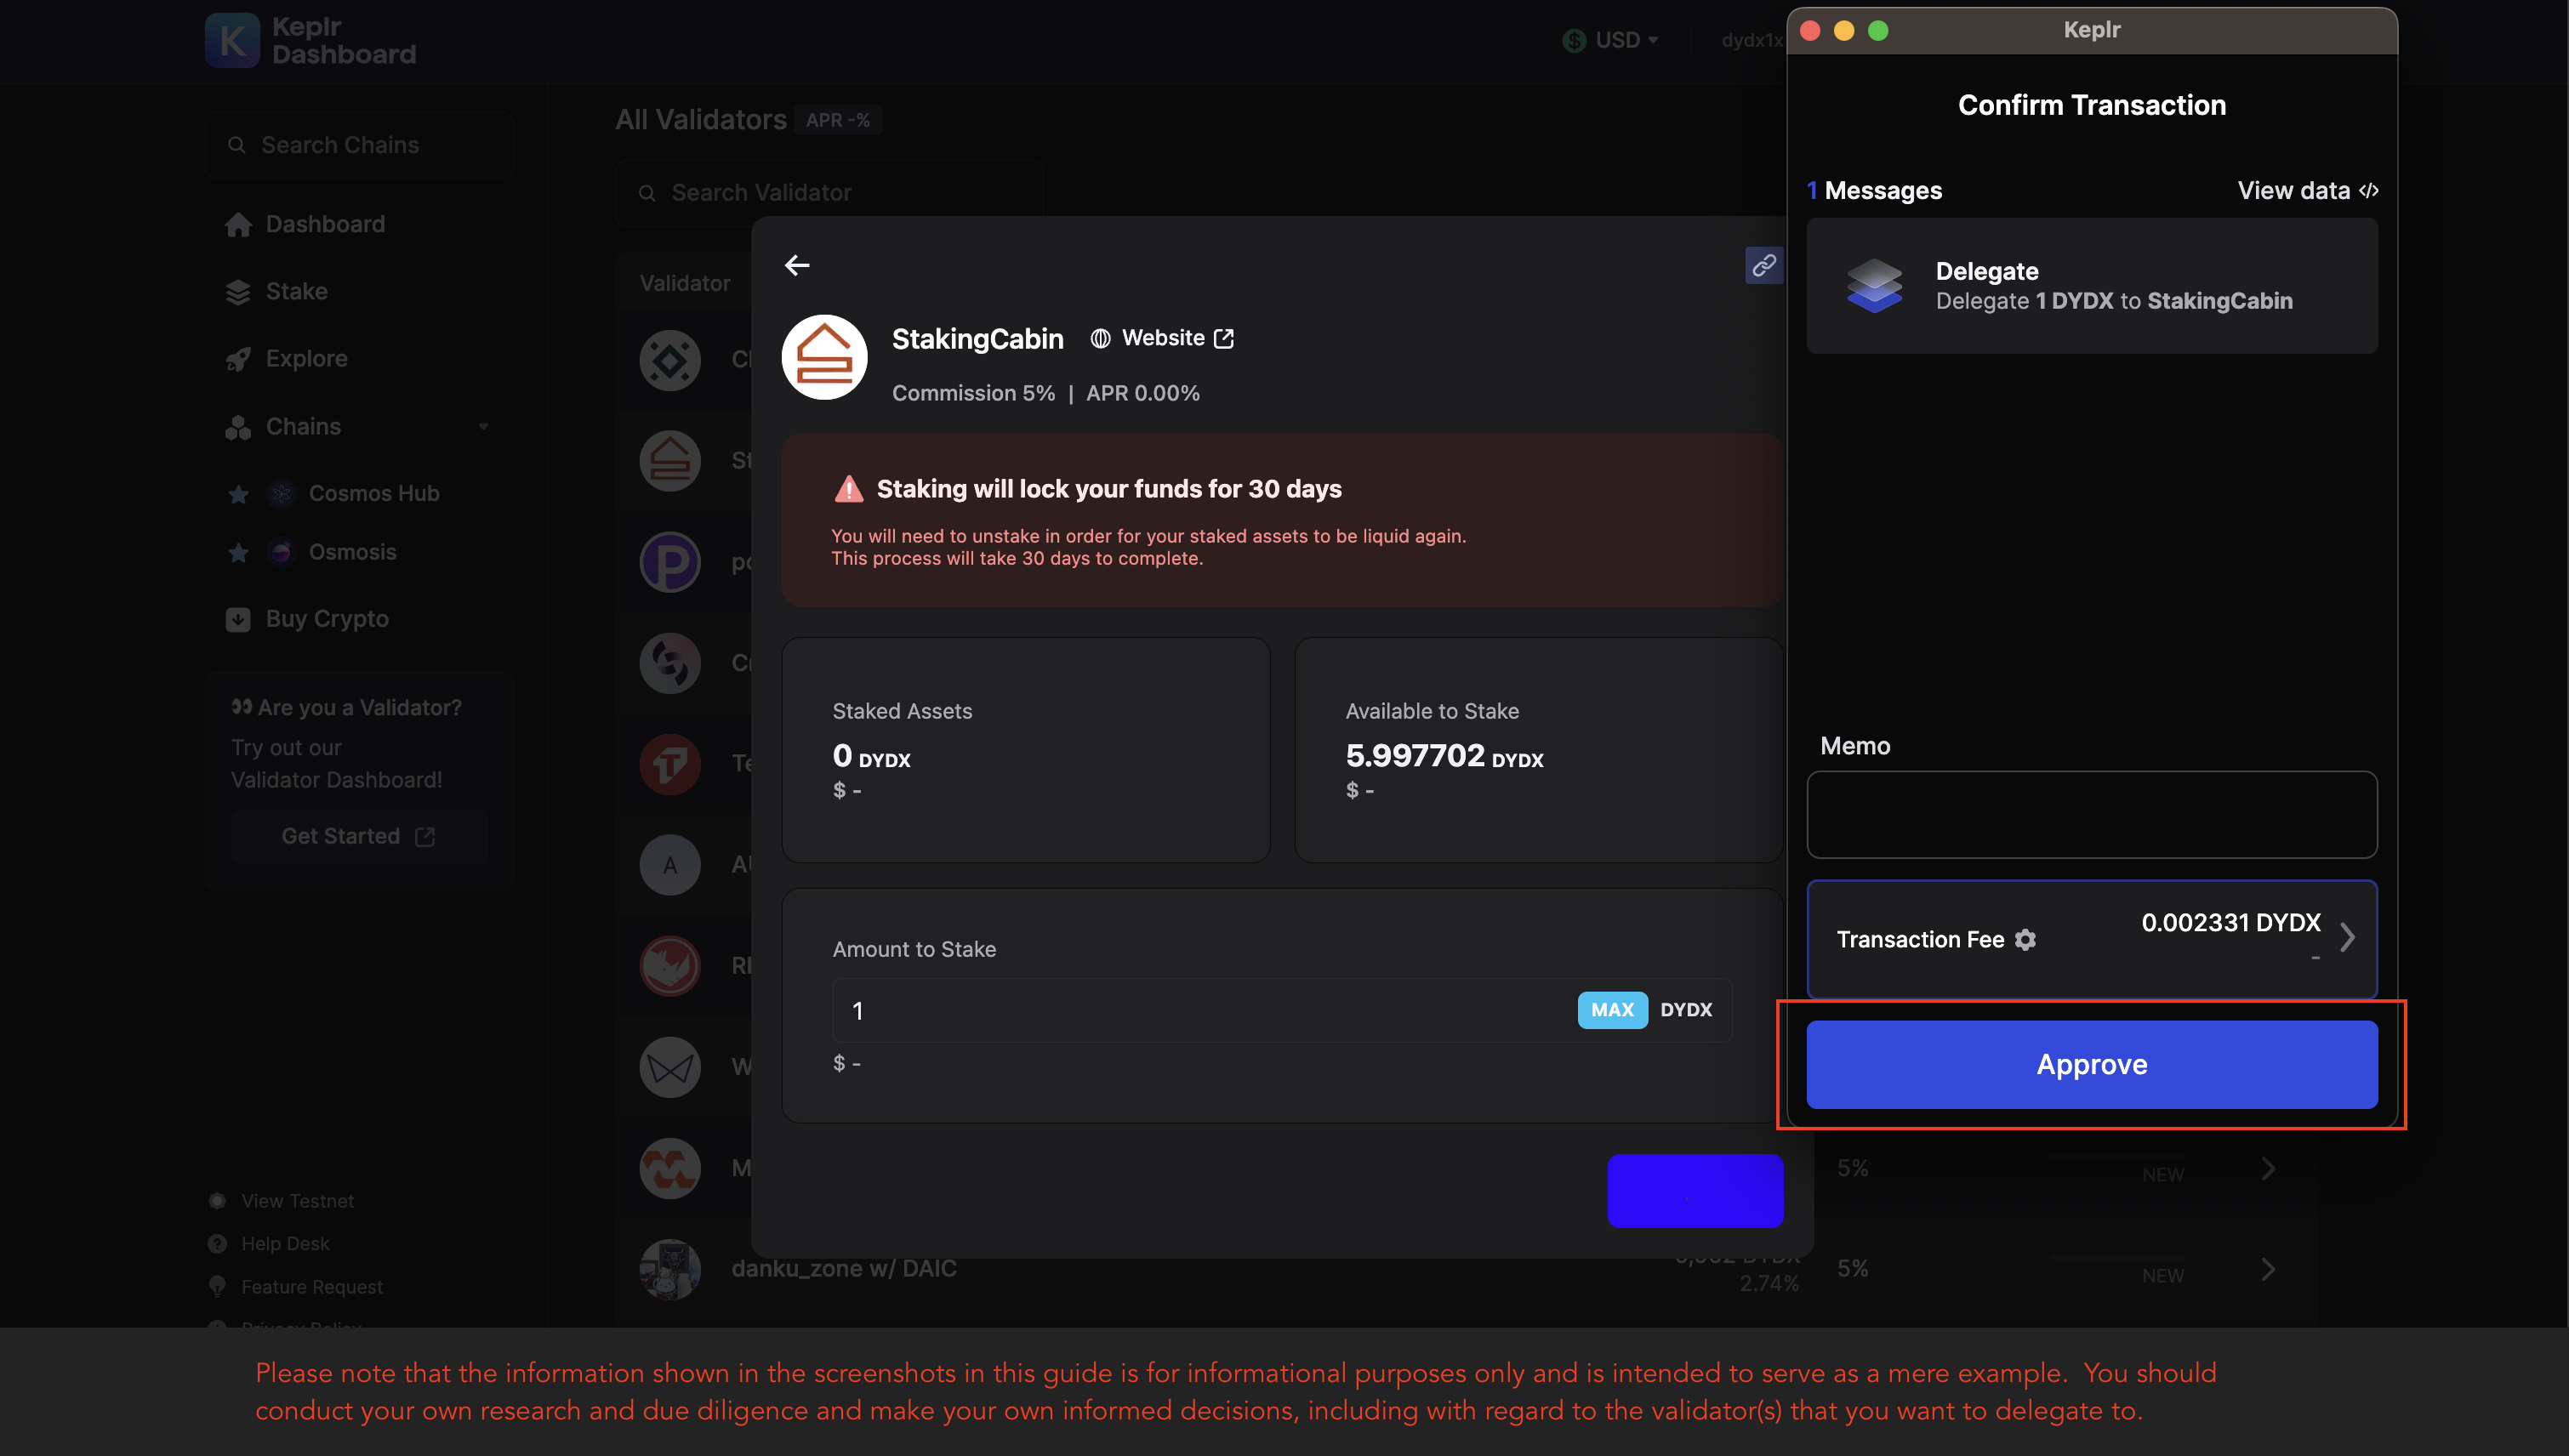 Keplr
Dashboard
USD
dydx1x
Search Chains
Dashboard
Stake
Explore
Chains
Cosmos Hub
Osmosis
Buy Crypto
👀 Are you a Validator?
Try out our
Validator Dashboard!
Get Started
View Testnet
Help Desk
Feature Request
Privacy Policy
All Validators APR -%
Search Validator
Validator
StakingCabin Website
Commission 5% | APR 0.00%
Staking will lock your funds for 30 days
You will need to unstake in order for your staked assets to be liquid again.
This process will take 30 days to complete.
Staked Assets
0 DYDX
$ -
Available to Stake
5.997702 DYDX
$ -
Amount to Stake
1 MAX DYDX
$ -
A
5%
NEW
danku_zone w/ DAIC
2.74%
5%
NEW
Keplr
Confirm Transaction
1 Messages View data </>
Delegate
Delegate 1 DYDX to StakingCabin
Memo
Transaction Fee 0.002331 DYDX
-
Approve
Please note that the information shown in the screenshots in this guide is for informational purposes only and is intended to serve as a mere example. You should
conduct your own research and due diligence and make your own informed decisions, including with regard to the validator(s) that you want to delegate to.